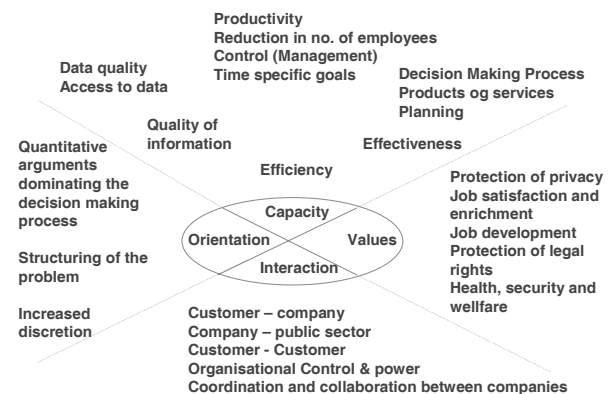 Productivity
Reduction in no. of employees
Control (Management)
Time specific goals
Data quality
Access to data
Decision Making Process
Products og services
Planning
Quality of
information
Effectiveness
Efficiency
Quantitative
arguments
dominating the
decision making
process
Structuring of the
problem
Increased
discretion
Capacity
Orientation
Values
Interaction
Protection of privacy
Job satisfaction and
enrichment
Job development
Protection of legal
rights
Health, security and
wellfare
Customer – company
Company – public sector
Customer - Customer
Organisational Control & power
Coordination and collaboration between companies